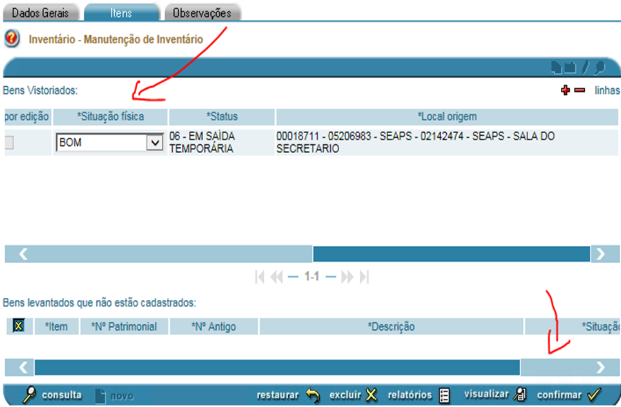 Dados Gerais Itens Observações
Inventário - Manutenção de Inventário
Bens Vistoriados: linhas
por edição *Situação física *Status *Local origem
BOM 06 - EM SAÍDA 00018711 - 05206983 - SEAPS - 02142474 - SEAPS - SALA DO
TEMPORÁRIA SECRETARIO
1-1
Bens levantados que não estão cadastrados:
*Item *Nº Patrimonial *Nº Antigo *Descrição *Situaçã
consulta novo restaurar excluir relatórios visualizar confirmar